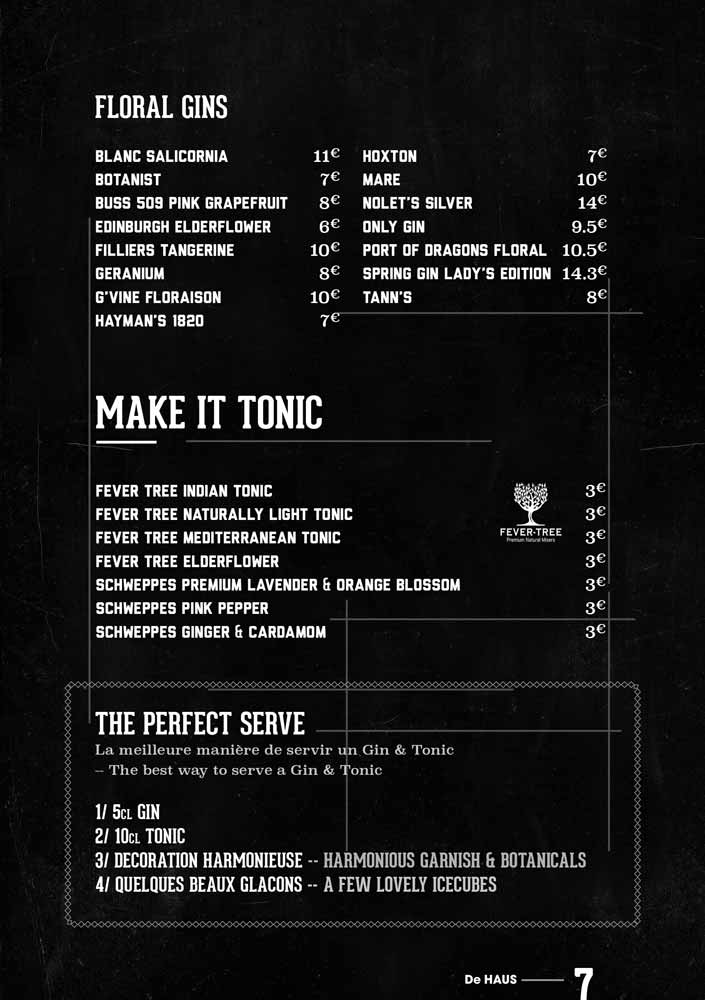 FLORAL GINS
BLANC SALICORNIA 11€
BOTANIST 7€
BUSS 509 PINK GRAPEFRUIT 8€
EDINBURGH ELDERFLOWER 6€
FILLIERS TANGERINE 10€
GERANIUM 8€
G'VINE FLORAISON 10€
HAYMAN'S 1820 7€
HOXTON 7€
MARE 10€
NOLET'S SILVER 14€
ONLY GIN 9.5€
PORT OF DRAGONS FLORAL 10.5€
SPRING GIN LADY'S EDITION 14.3€
TANN'S 8€
MAKE IT TONIC
FEVER TREE INDIAN TONIC 3€
FEVER TREE NATURALLY LIGHT TONIC 3€
FEVER TREE MEDITERRANEAN TONIC 3€
FEVER TREE ELDERFLOWER 3€
SCHWEPPES PREMIUM LAVENDER & ORANGE BLOSSOM 3€
SCHWEPPES PINK PEPPER 3€
SCHWEPPES GINGER & CARDAMOM 3€
FEVER-TREE
Premium Natural Mixers
THE PERFECT SERVE
La meilleure manière de servir un Gin & Tonic
-- The best way to serve a Gin & Tonic
1/ 5CL GIN
2/ 10CL TONIC
3/ DECORATION HARMONIEUSE -- HARMONIOUS GARNISH & BOTANICALS
4/ QUELQUES BEAUX GLACONS -- A FEW LOVELY ICECUBES
De HAUS 7